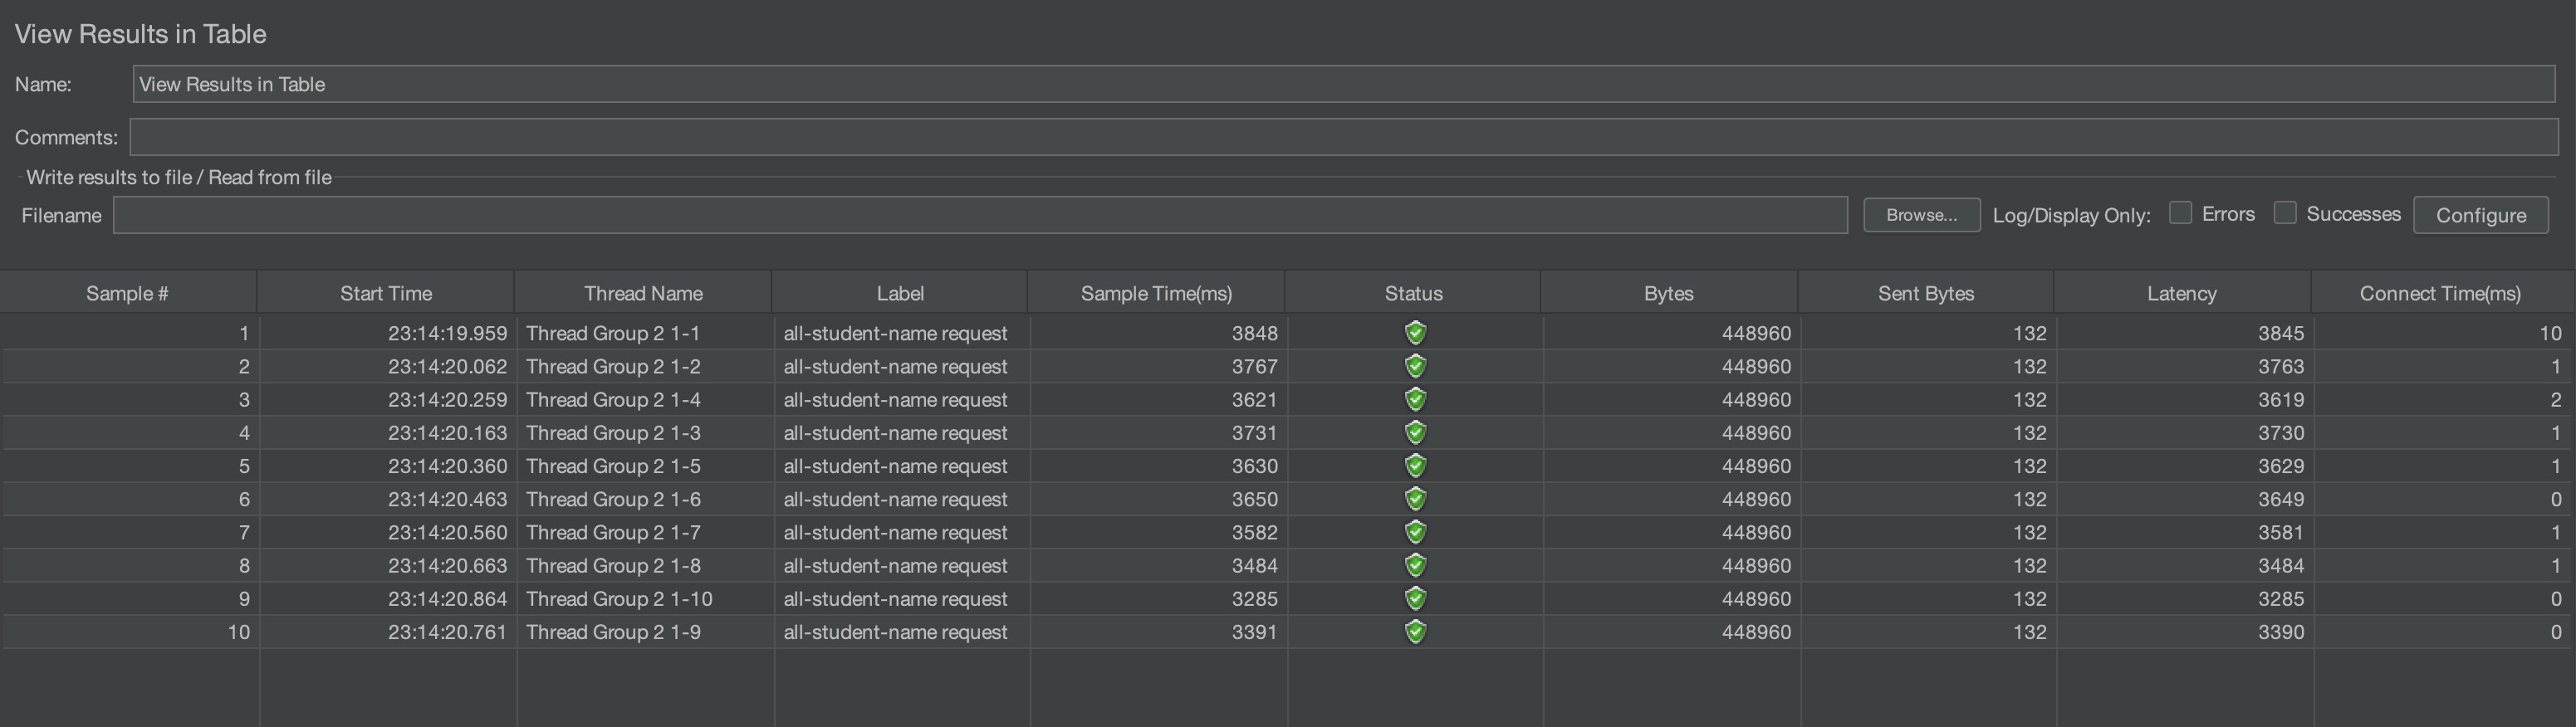 View Results in Table
Name: View Results in Table
Comments:
Write results to file / Read from file
Filename Browse... Log/Display Only: Errors Successes Configure
Sample # Start Time Thread Name Label Sample Time(ms) Status Bytes Sent Bytes Latency Connect Time(ms)
1 23:14:19.959 Thread Group 2 1-1 all-student-name request 3848 448960 132 3845 10
2 23:14:20.062 Thread Group 2 1-2 all-student-name request 3767 448960 132 3763 1
3 23:14:20.259 Thread Group 2 1-4 all-student-name request 3621 448960 132 3619 2
4 23:14:20.163 Thread Group 2 1-3 all-student-name request 3731 448960 132 3730 1
5 23:14:20.360 Thread Group 2 1-5 all-student-name request 3630 448960 132 3629 1
6 23:14:20.463 Thread Group 2 1-6 all-student-name request 3650 448960 132 3649 0
7 23:14:20.560 Thread Group 2 1-7 all-student-name request 3582 448960 132 3581 1
8 23:14:20.663 Thread Group 2 1-8 all-student-name request 3484 448960 132 3484 1
9 23:14:20.864 Thread Group 2 1-10 all-student-name request 3285 448960 132 3285 0
10 23:14:20.761 Thread Group 2 1-9 all-student-name request 3391 448960 132 3390 0